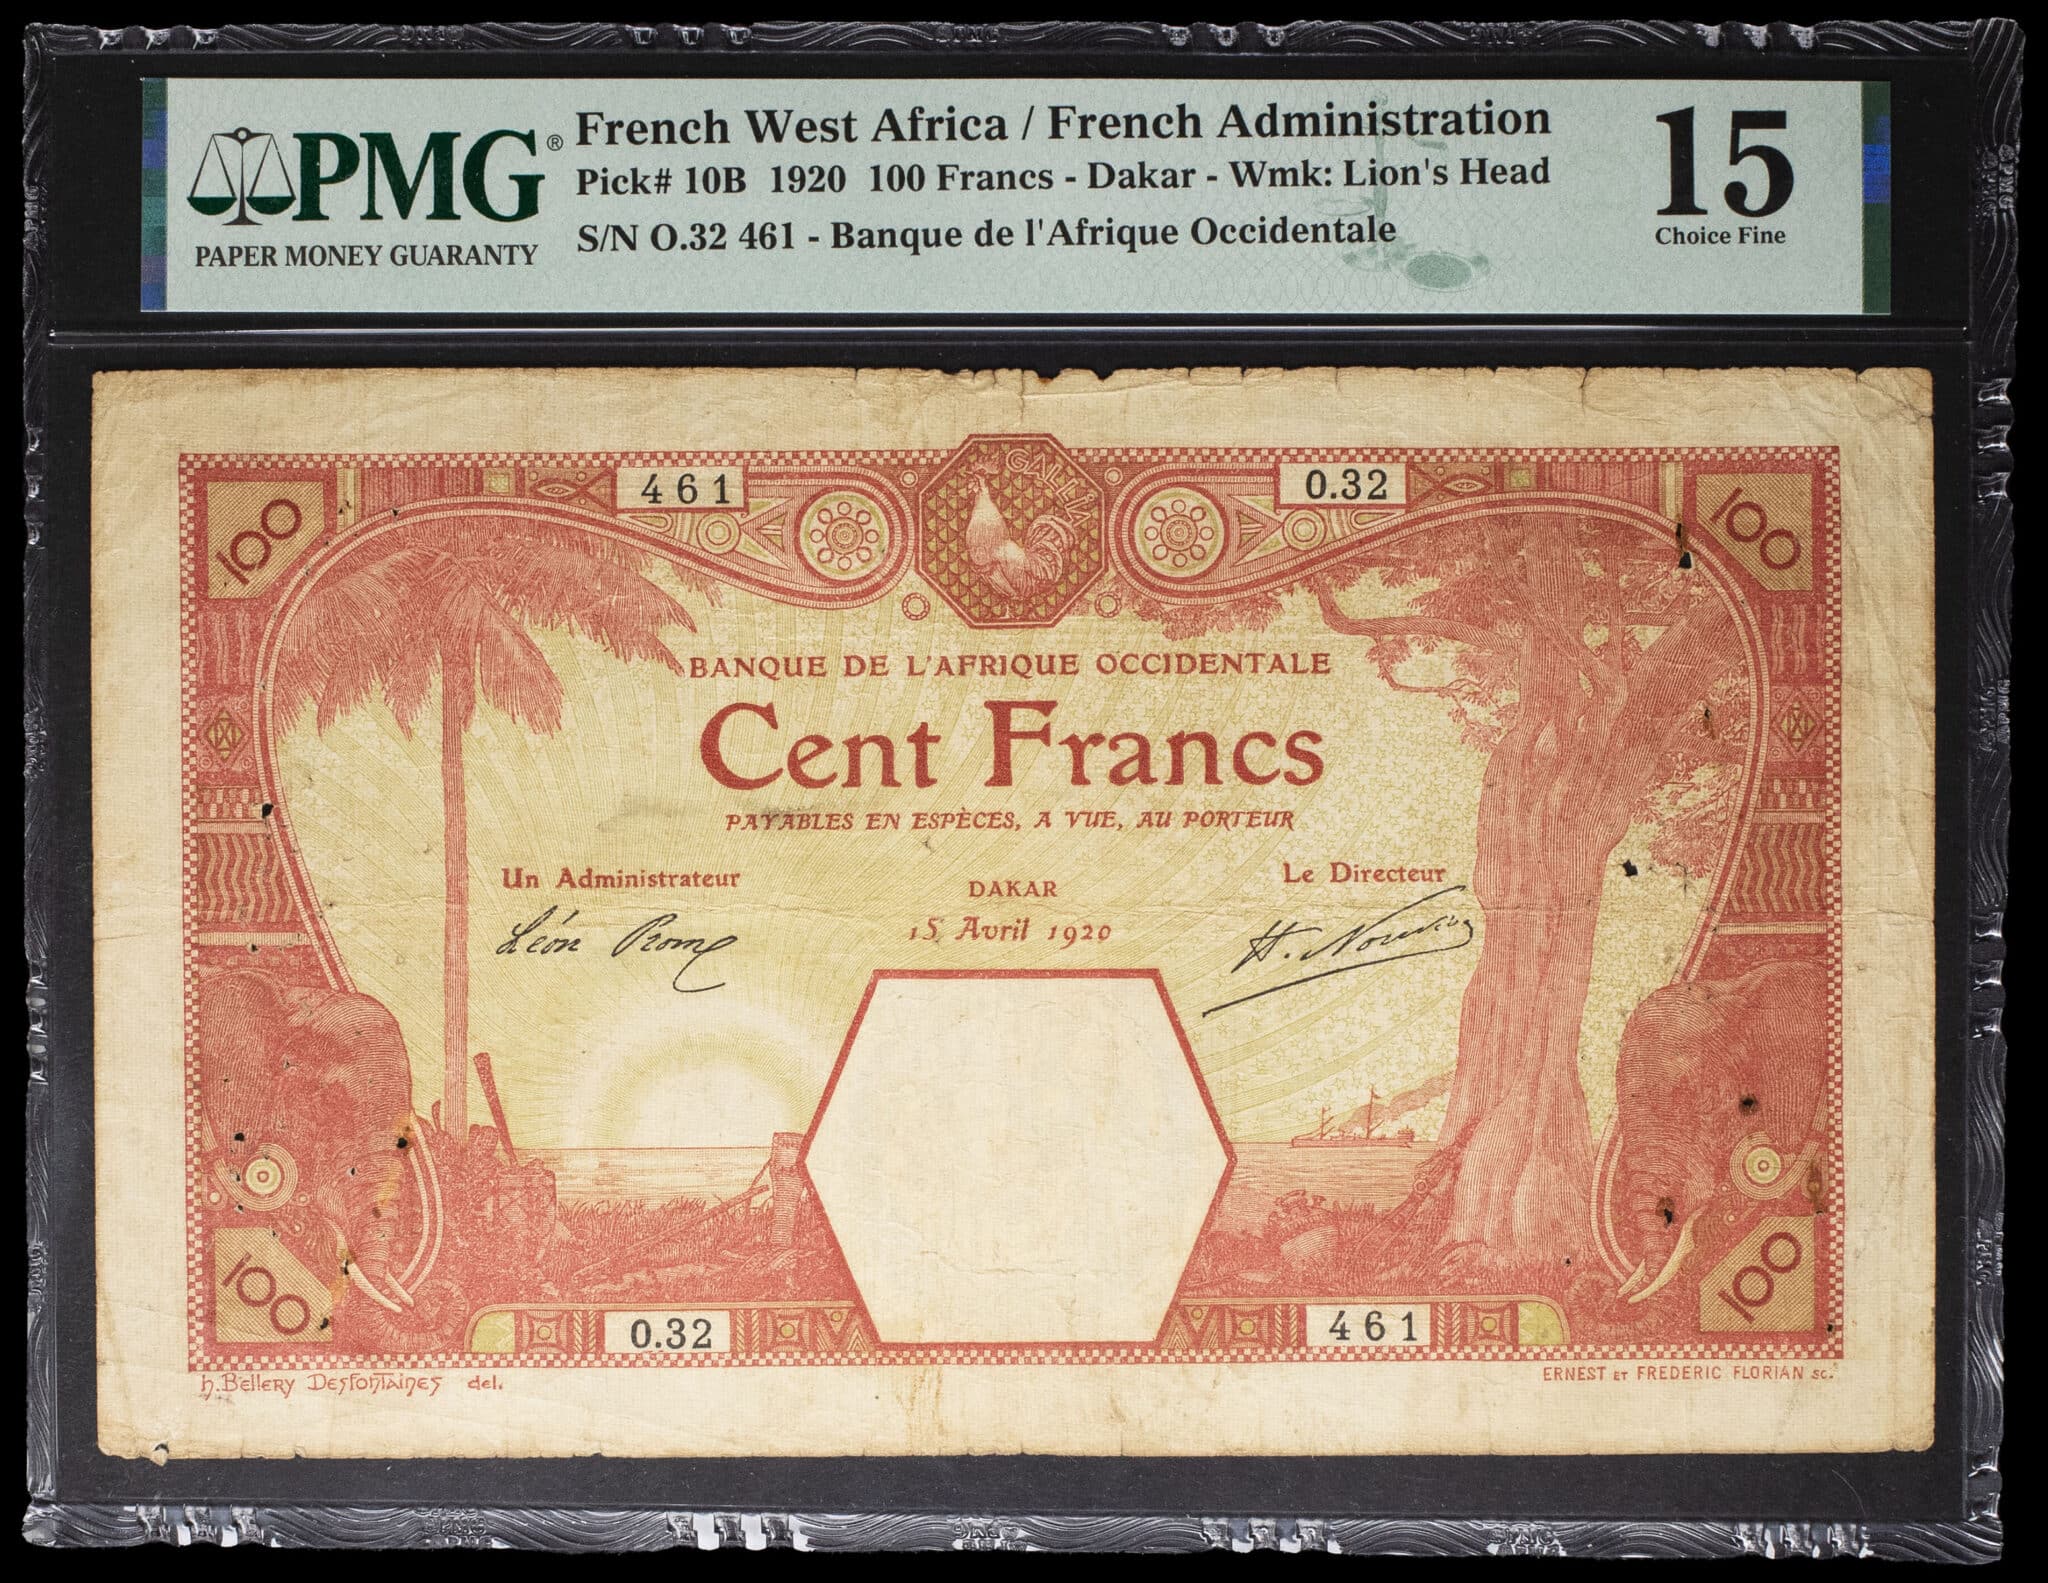 PMG®
PAPER MONEY GUARANTY
French West Africa / French Administration
Pick# 10B 1920 100 Francs - Dakar - Wmk: Lion's Head
S/N O.32 461 - Banque de l'Afrique Occidentale
15
Choice Fine
100
461
GALLIA
O.32
100
BANQUE DE L'AFRIQUE OCCIDENTALE
Cent Francs
PAYABLES EN ESPÈCES, A VUE, AU PORTEUR
Un Administrateur
DAKAR
Le Directeur
Léon
15 Avril 1920
H.
100
O.32
461
100
h. Bellery Desfontaines del.
ERNEST ET FREDERIC FLORIAN SC.